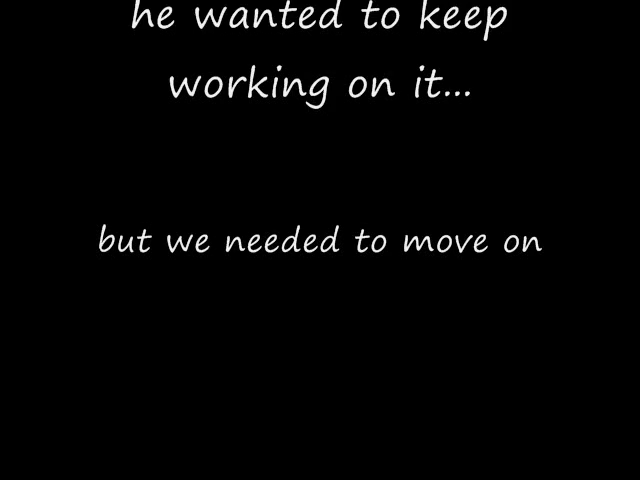 he wanted to keep
working on it...
but we needed to move on